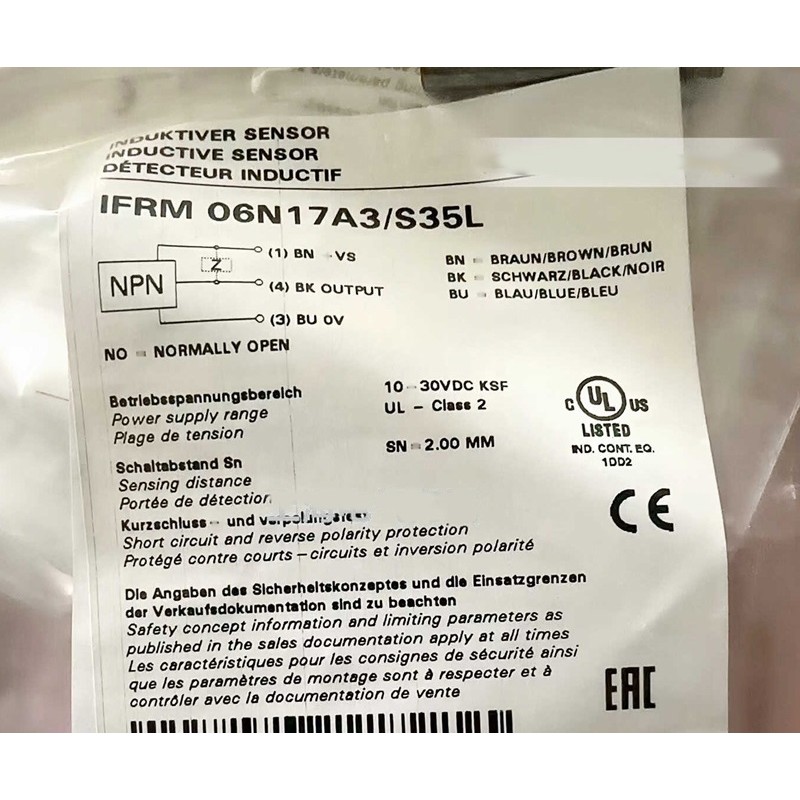 INDUKTIVER SENSOR
INDUCTIVE SENSOR
DÉTECTEUR INDUCTIF
IFRM 06N17A3/S35L
NPN
Z
(1) BN +VS
(4) BK OUTPUT
(3) BU 0V
BN = BRAUN/BROWN/BRUN
BK = SCHWARZ/BLACK/NOIR
BU = BLAU/BLUE/BLEU
NO = NORMALLY OPEN
Betriebsspannungsbereich
Power supply range
Plage de tension
10 - 30VDC KSF
UL - Class 2
Schaltabstand Sn
Sensing distance
Portée de détection
SN = 2.00 MM
C UL US
LISTED
IND. CONT. EQ.
1DD2
CE
Kurzschluss - und
Short circuit and reverse polarity protection
Protégé contre courts - circuits et inversion polarité
Die Angaben des Sicherheitskonzeptes und die Einsatzgrenzen
der Verkaufsdokumentation sind zu beachten
Safety concept information and limiting parameters as
published in the sales documentation apply at all times
Les caractéristiques pour les consignes de sécurité ainsi
que les paramètres de montage sont à respecter et à
contrôler avec la documentation de vente
EAC